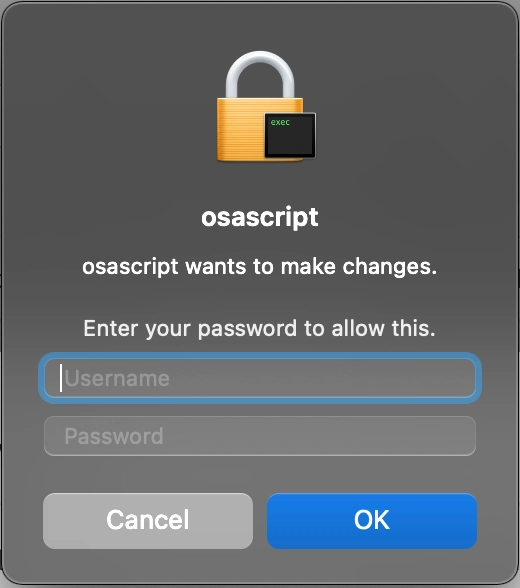 exec
osascript
osascript wants to make changes.
Enter your password to allow this.
Username
Password
Cancel OK